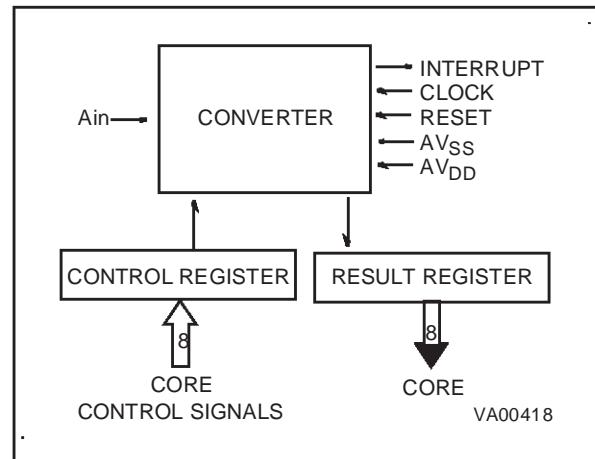 INTERRUPT
CLOCK
Ain
CONVERTER
RESET
AVSS
AVDD
CONTROL REGISTER
RESULT REGISTER
8
8
CORE
CONTROL SIGNALS
CORE
VA00418